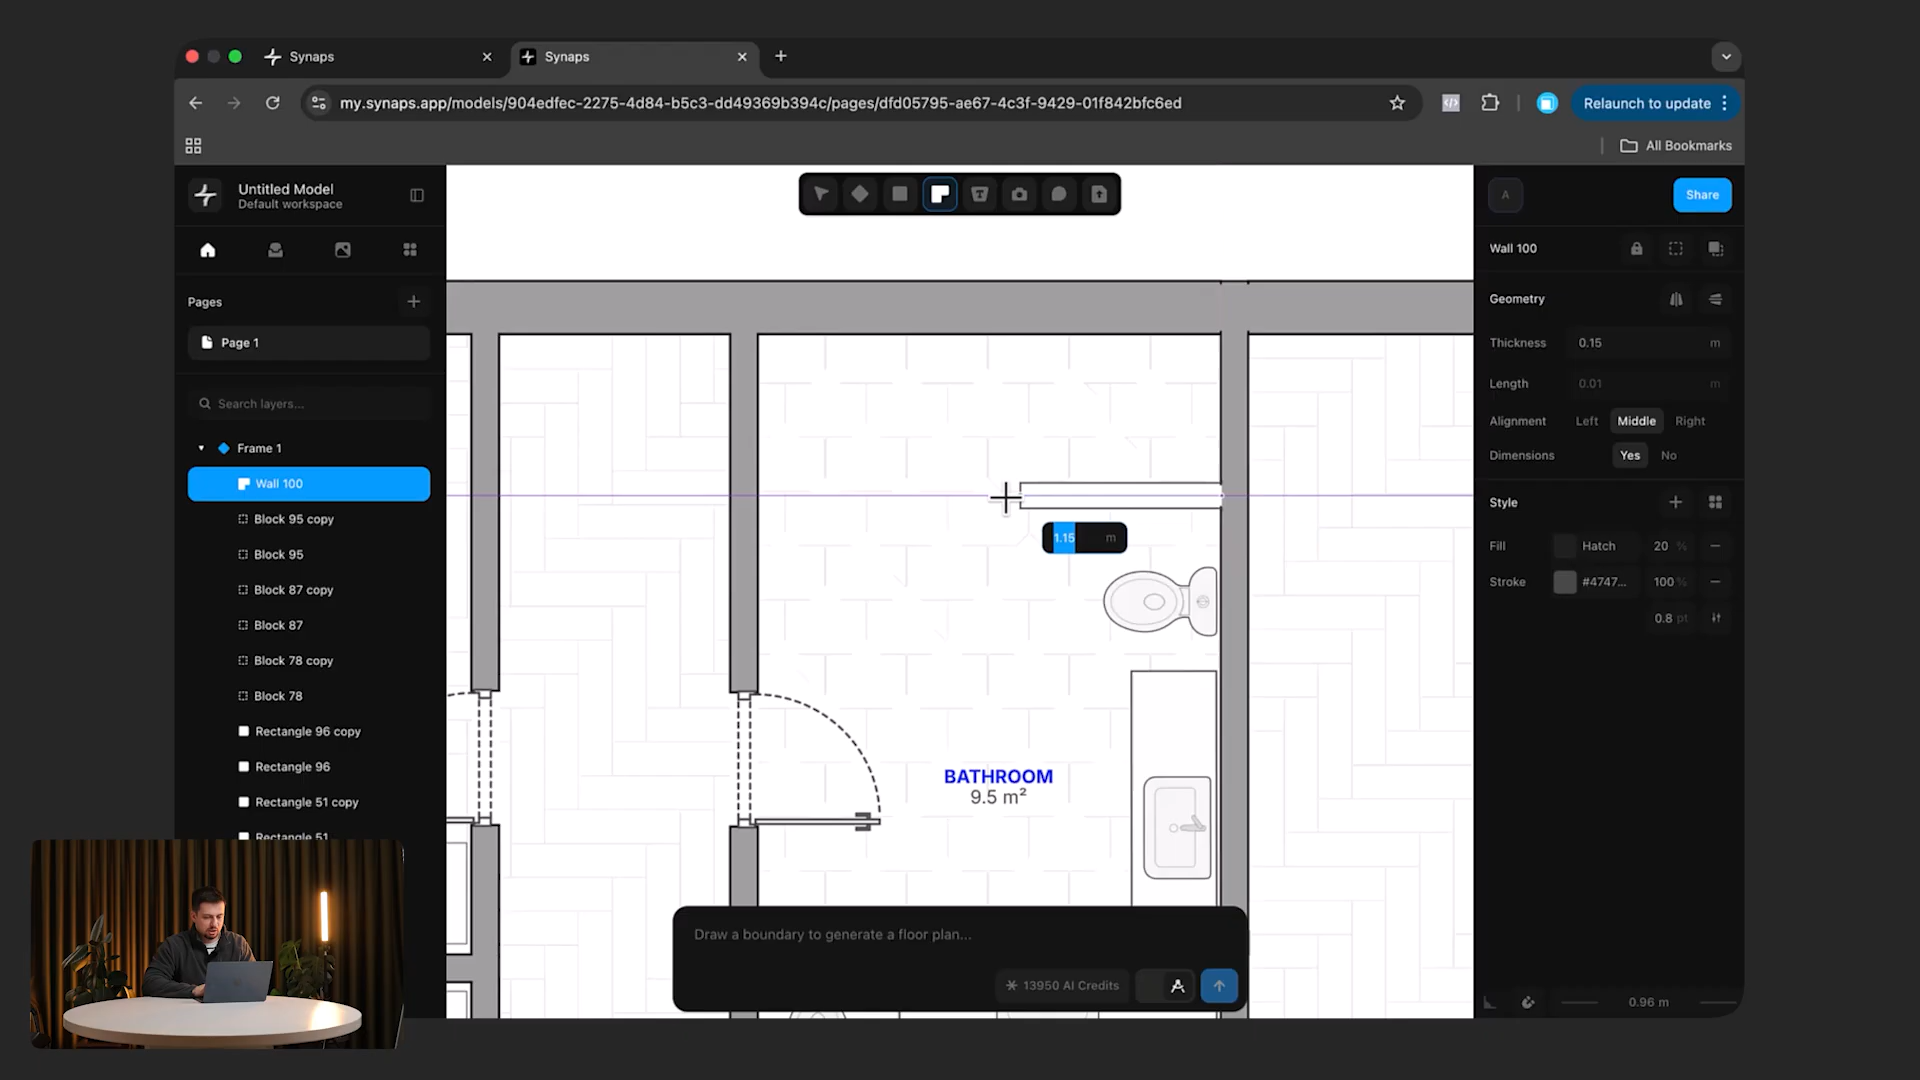 Synaps
Synaps
my.synaps.app/models/904edfec-2275-4d84-b5c3-dd49369b394c/pages/dfd05795-ae67-4c3f-9429-01f842bfc6ed
Relaunch to update
All Bookmarks
Untitled Model
Default workspace
Pages
Page 1
Search layers...
Frame 1
Wall 100
Block 95 copy
Block 95
Block 87 copy
Block 87
Block 78 copy
Block 78
Rectangle 96 copy
Rectangle 96
Rectangle 51 copy
Rectangle 51
1.15 m
BATHROOM
9.5 m²
Draw a boundary to generate a floor plan...
13950 AI Credits
A
Share
Wall 100
Geometry
Thickness 0.15 m
Length 0.01 m
Alignment Left Middle Right
Dimensions Yes No
Style
Fill Hatch 20 %
Stroke #4747... 100 %
0.8 pt
0.96 m